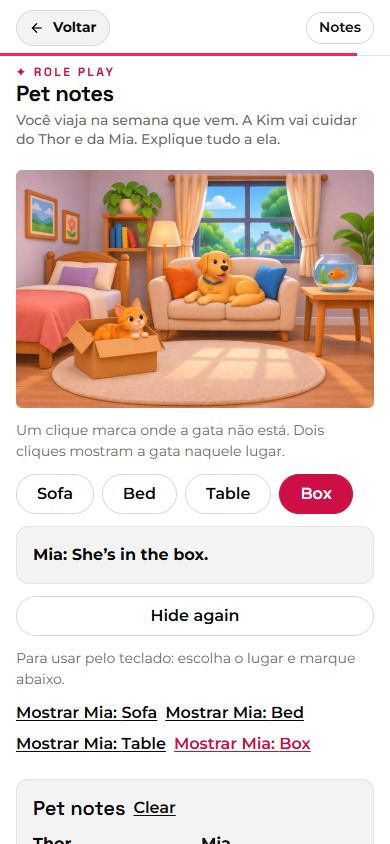 ← Voltar
Notes
✦ ROLE PLAY
Pet notes
Você viaja na semana que vem. A Kim vai cuidar
do Thor e da Mia. Explique tudo a ela.
Um clique marca onde a gata não está. Dois
cliques mostram a gata naquele lugar.
Sofa
Bed
Table
Box
Mia: She’s in the box.
Hide again
Para usar pelo teclado: escolha o lugar e marque
abaixo.
Mostrar Mia: Sofa Mostrar Mia: Bed
Mostrar Mia: Table Mostrar Mia: Box
Pet notes Clear
Thor Mia